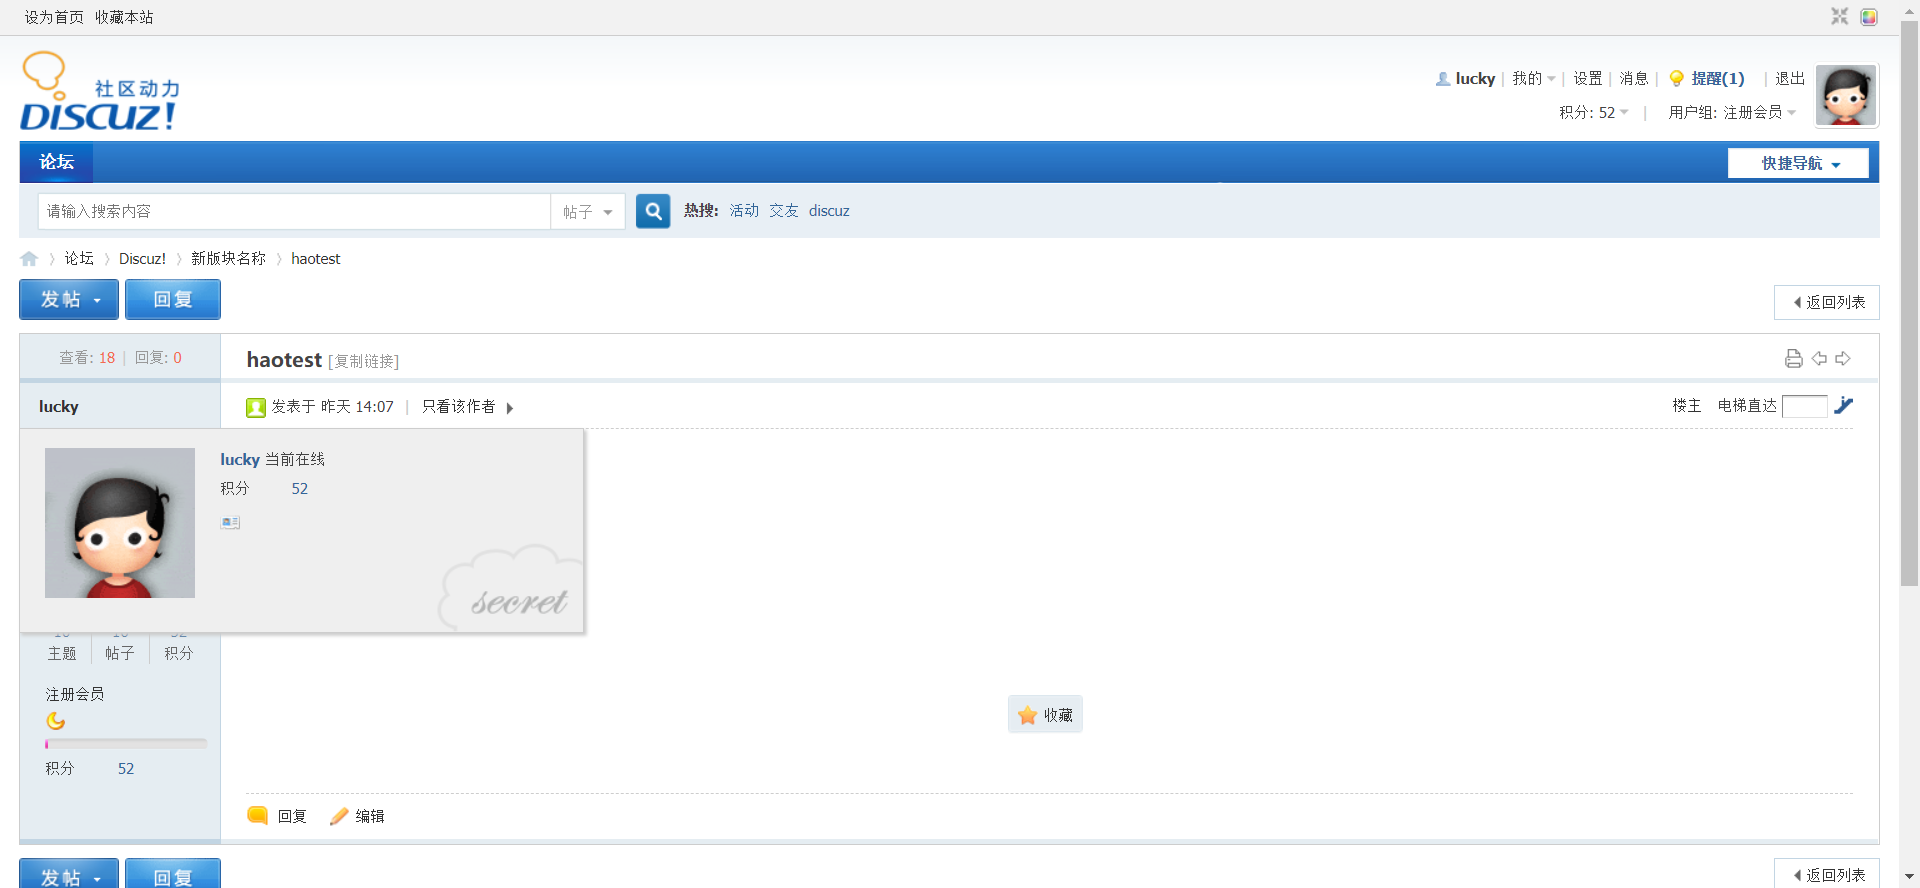 设为首页 收藏本站
社区动力
DISCUZ!
lucky | 我的 | 设置 | 消息 | 提醒(1) | 退出
积分: 52 | 用户组: 注册会员
论坛
快捷导航
请输入搜索内容 帖子 热搜: 活动 交友 discuz
论坛 Discuz! 新版块名称 haotest
发帖 回复 返回列表
查看: 18 | 回复: 0
haotest [复制链接]
lucky
发表于 昨天 14:07 | 只看该作者
楼主 电梯直达
lucky 当前在线
积分 52
secret
主题 帖子 积分
注册会员
收藏
积分 52
回复 编辑
发帖 回复 返回列表